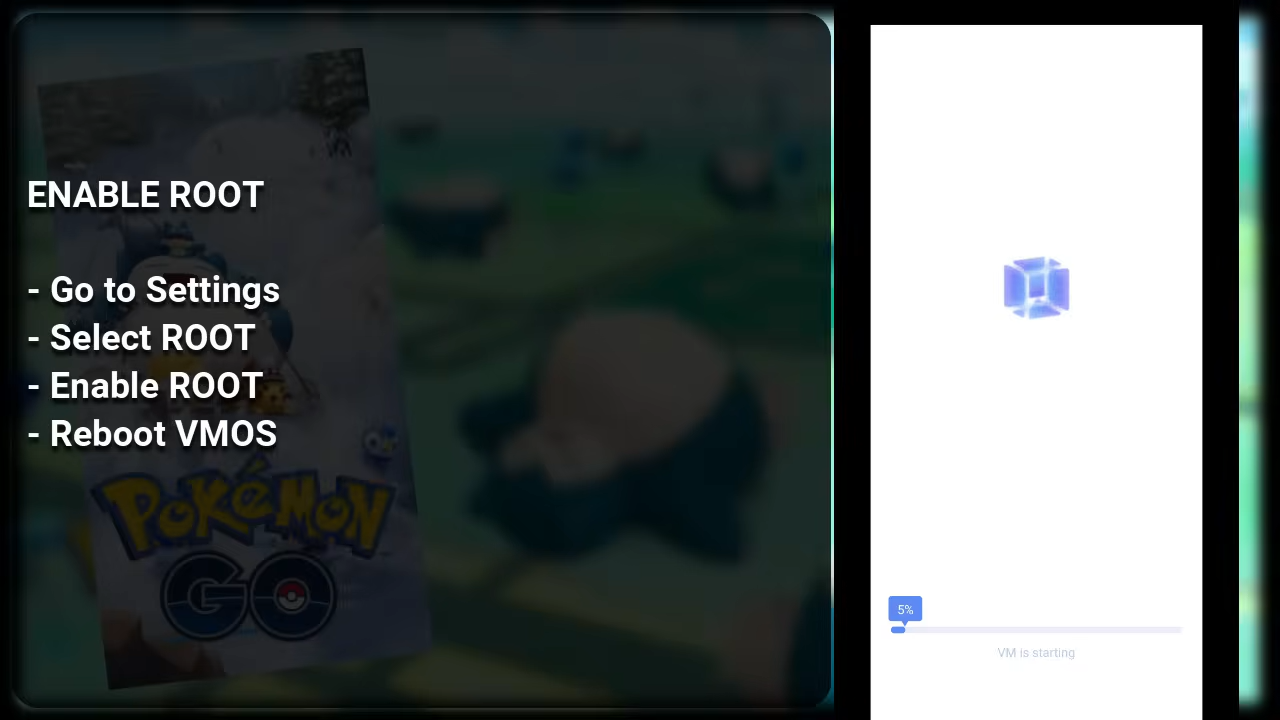 ENABLE ROOT
- Go to Settings
- Select ROOT
- Enable ROOT
- Reboot VMOS
POKéMON
GO
5%
VM is starting